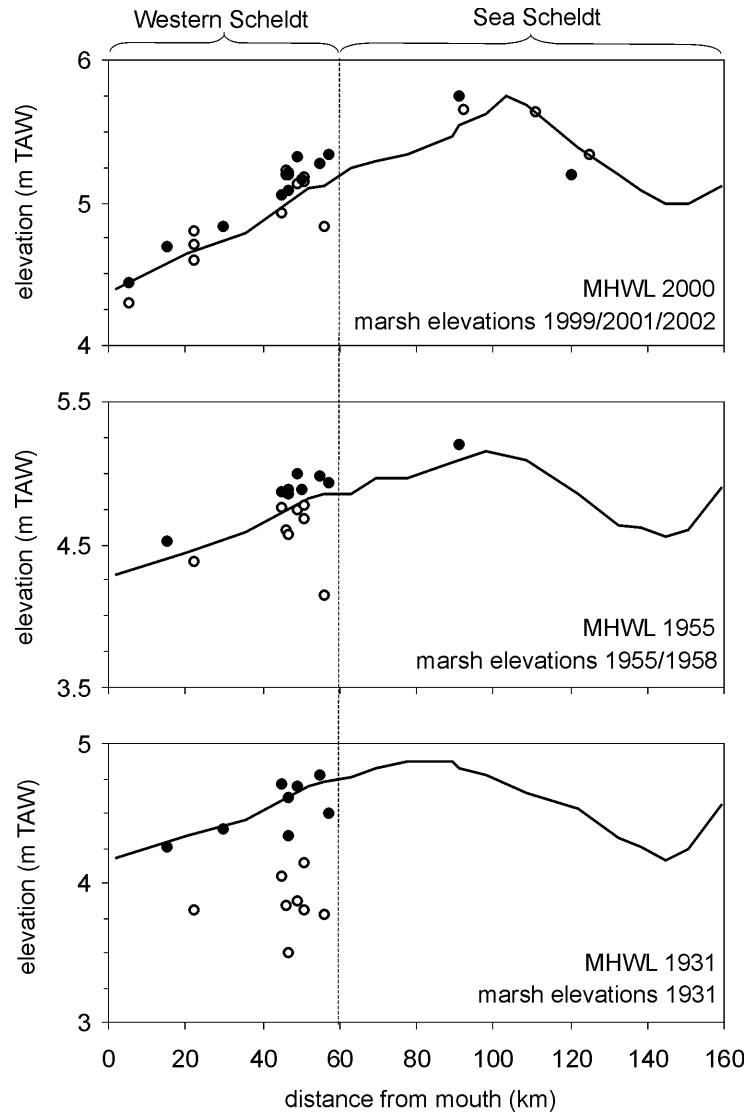 Western Scheldt
Sea Scheldt
6
5
4
elevation (m TAW)
MHWL 2000
marsh elevations 1999/2001/2002
5.5
4.5
3.5
elevation (m TAW)
MHWL 1955
marsh elevations 1955/1958
5
4
3
elevation (m TAW)
MHWL 1931
marsh elevations 1931
0 20 40 60 80 100 120 140 160
distance from mouth (km)